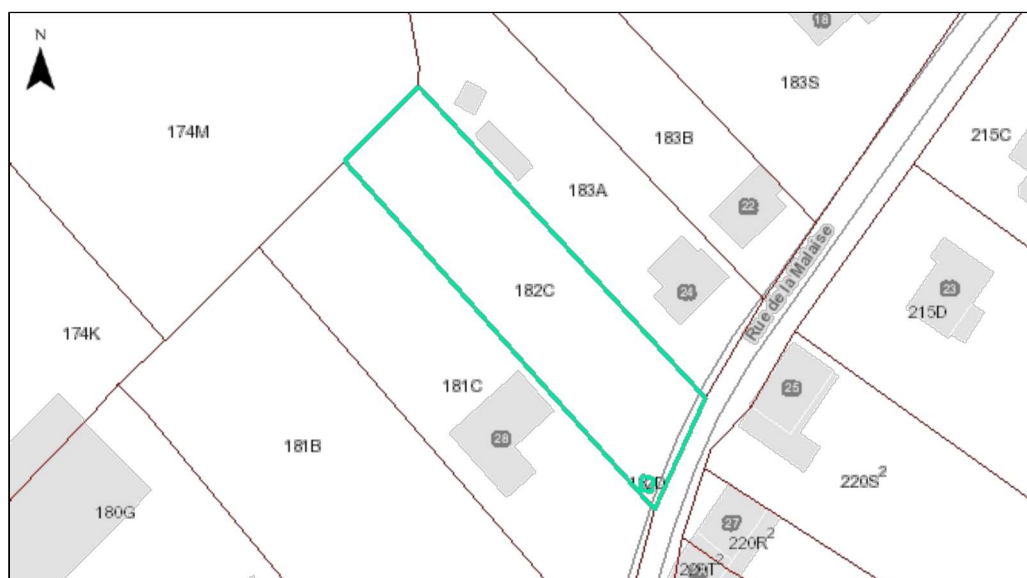 N
18
183S
174M
215C
183B
183A
22
Rue de la Malaise
182C
24
23
215D
174K
25
181C
28
181B
220S²
180G
27
220R²